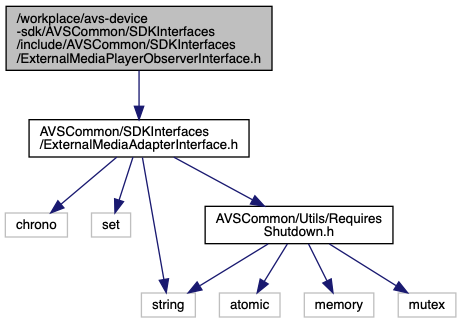 /workplace/avs-device
-sdk/AVSCommon/SDKInterfaces
/include/AVSCommon/SDKInterfaces
/ExternalMediaPlayerObserverInterface.h
AVSCommon/SDKInterfaces
/ExternalMediaAdapterInterface.h
chrono
set
AVSCommon/Utils/Requires
Shutdown.h
string
atomic
memory
mutex